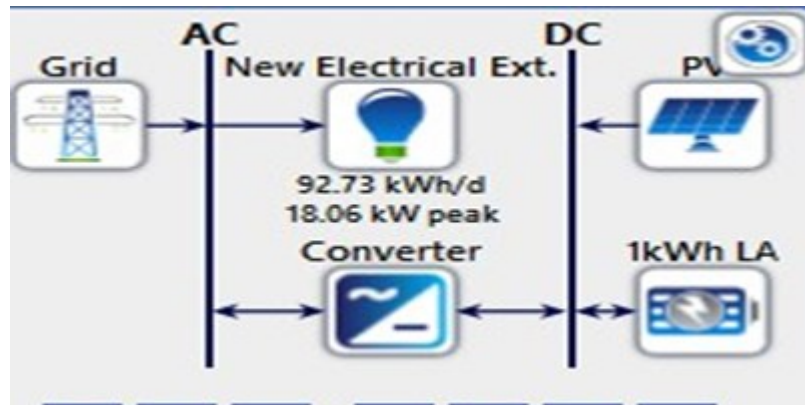 AC DC
Grid New Electrical Ext. PV
92.73 kWh/d
18.06 kW peak
Converter 1kWh LA